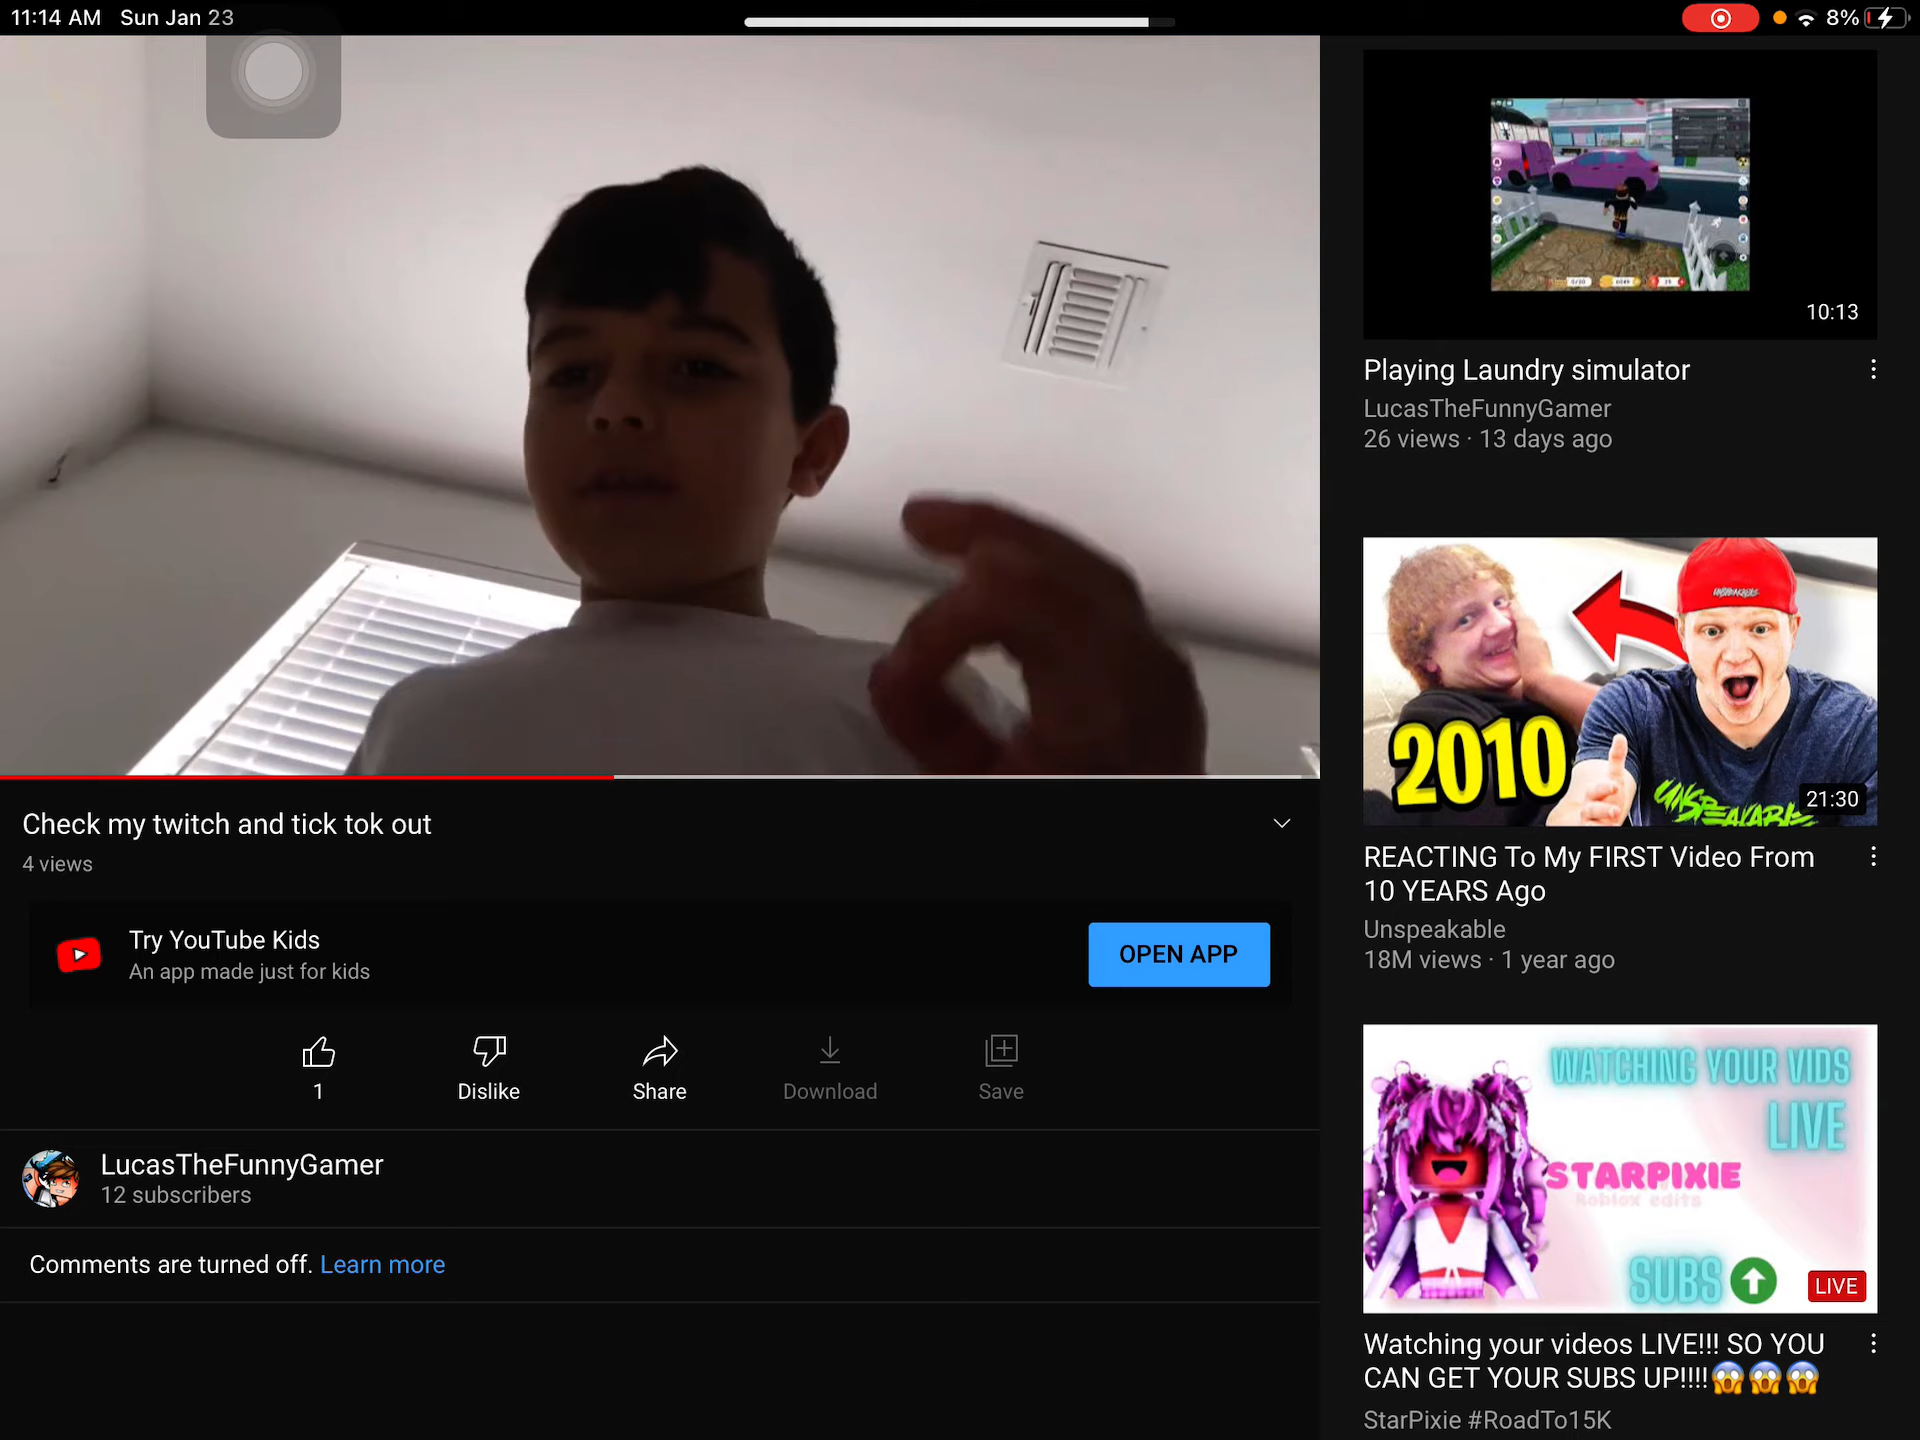 11:14 AM Sun Jan 23
8%
Check my twitch and tick tok out
4 views
Try YouTube Kids
An app made just for kids
OPEN APP
1
Dislike
Share
Download
Save
LucasTheFunnyGamer
12 subscribers
Comments are turned off. Learn more
10:13
Playing Laundry simulator
LucasTheFunnyGamer
26 views · 13 days ago
UNSPEAKABLE
2010
UNSPEAKABLE
21:30
REACTING To My FIRST Video From
10 YEARS Ago
Unspeakable
18M views · 1 year ago
WATCHING YOUR VIDS
LIVE
STARPIXIE
Roblox edits
SUBS
LIVE
Watching your videos LIVE!!! SO YOU
CAN GET YOUR SUBS UP!!!!😱😱😱
StarPixie #RoadTo15K